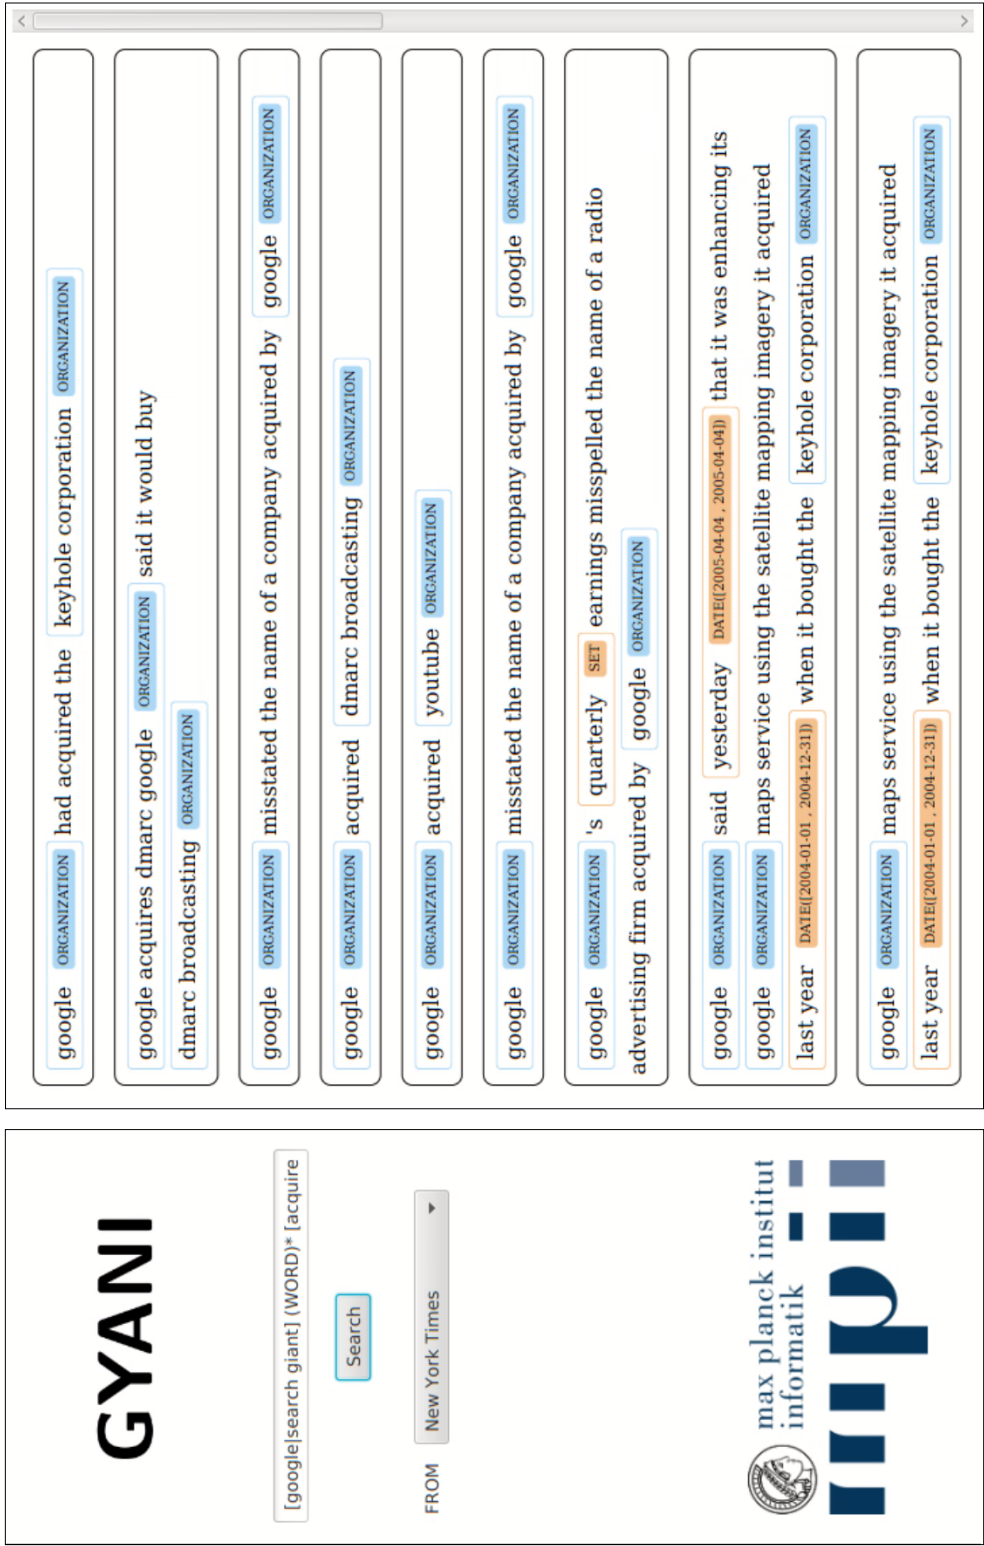 GYANI
[google|search giant] (WORD)* [acquire
Search
FROM New York Times
max planck institut
informatik
google ORGANIZATION had acquired the keyhole corporation ORGANIZATION
google acquires dmarc google ORGANIZATION said it would buy
dmarc broadcasting ORGANIZATION
google ORGANIZATION misstated the name of a company acquired by google ORGANIZATION
google ORGANIZATION acquired dmarc broadcasting ORGANIZATION
google ORGANIZATION acquired youtube ORGANIZATION
google ORGANIZATION misstated the name of a company acquired by google ORGANIZATION
google ORGANIZATION 's quarterly SET earnings misspelled the name of a radio
advertising firm acquired by google ORGANIZATION
google ORGANIZATION said yesterday DATE([2005-04-04 , 2005-04-04]) that it was enhancing its
google ORGANIZATION maps service using the satellite mapping imagery it acquired
last year DATE([2004-01-01 , 2004-12-31]) when it bought the keyhole corporation ORGANIZATION
google ORGANIZATION maps service using the satellite mapping imagery it acquired
last year DATE([2004-01-01 , 2004-12-31]) when it bought the keyhole corporation ORGANIZATION